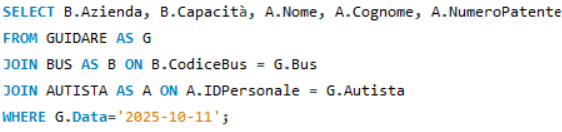 SELECT B.Azienda, B.Capacità, A.Nome, A.Cognome, A.NumeroPatente
FROM GUIDARE AS G
JOIN BUS AS B ON B.CodiceBus = G.Bus
JOIN AUTISTA AS A ON A.IDPersonale = G.Autista
WHERE G.Data='2025-10-11';